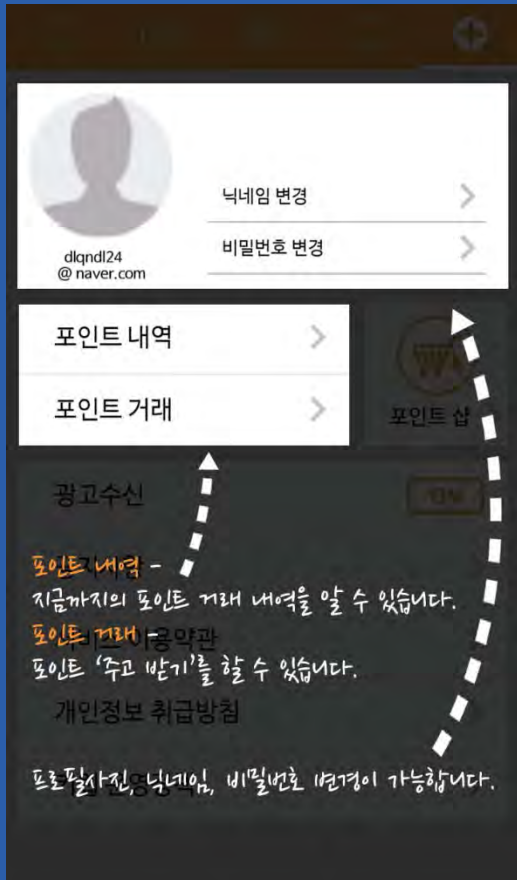 닉네임 변경
비밀번호 변경
dlqndl24
@ naver.com
포인트 내역
포인트 거래
포인트 샵
광고수신
포인트 내역 -
지금까지의 포인트 거래 내역을 알 수 있습니다.
포인트 거래 -
이용약관
포인트 '주고 받기'를 할 수 있습니다.
개인정보 취급방침
프로필사진, 닉네임, 비밀번호 변경이 가능합니다.